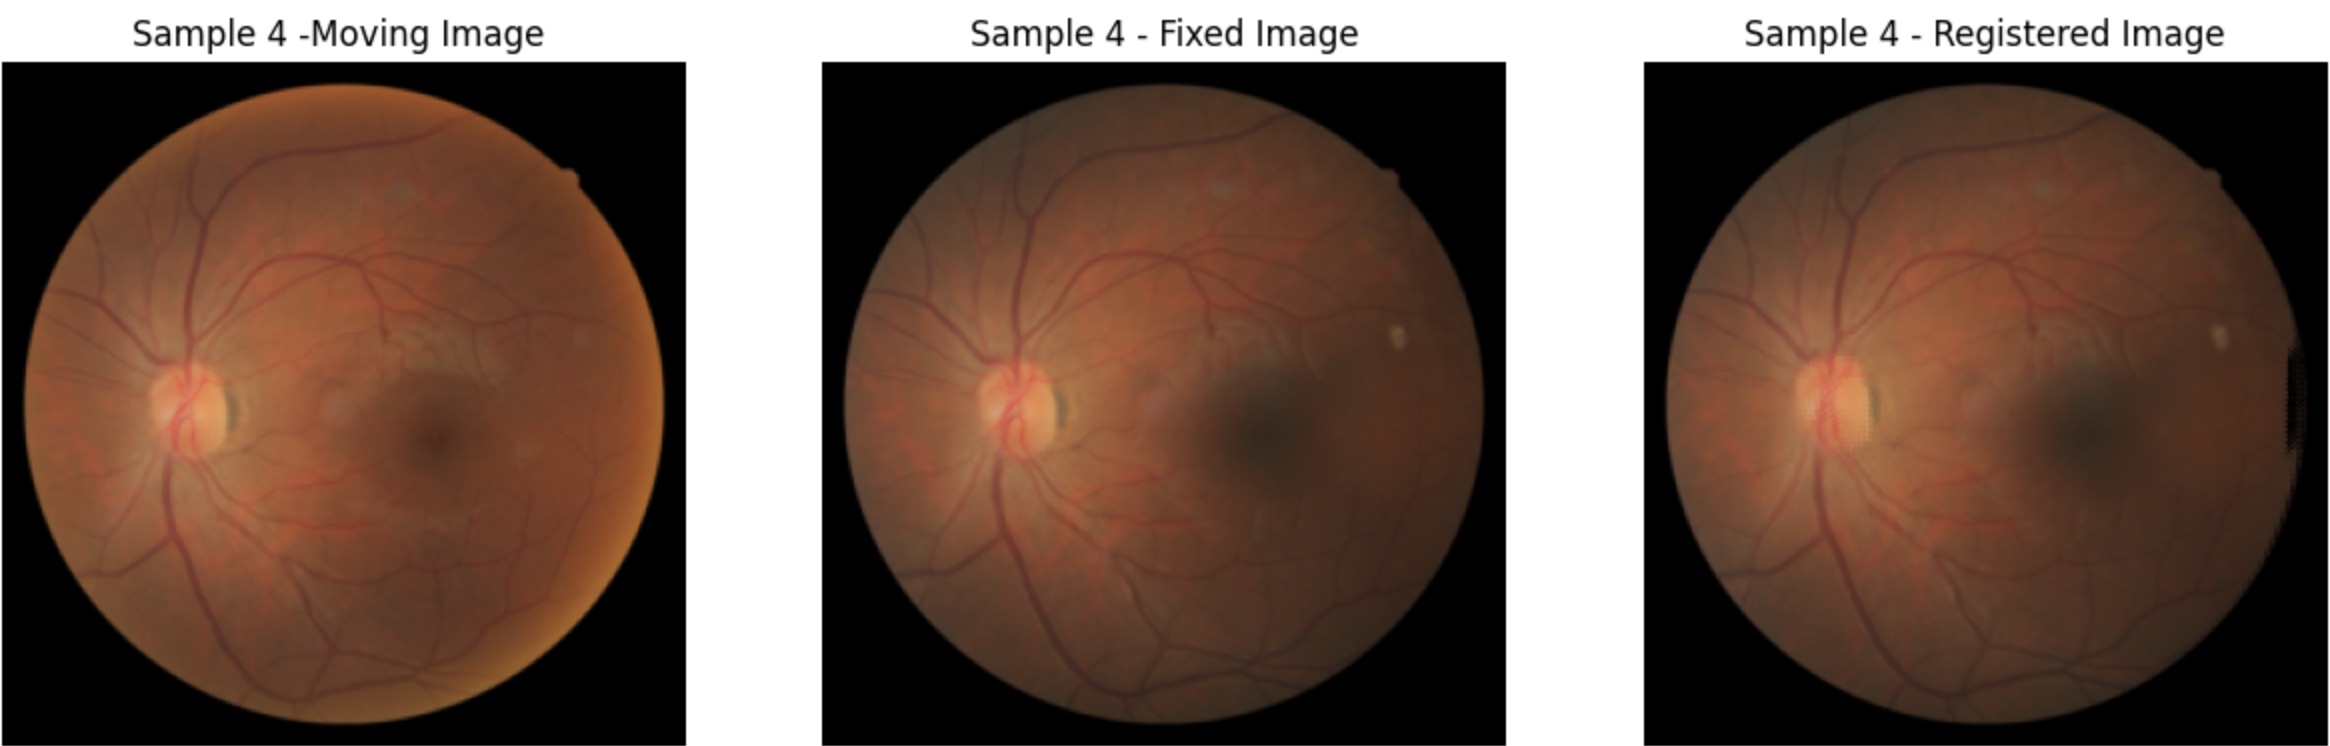 Sample 4 -Moving Image
Sample 4 - Fixed Image
Sample 4 - Registered Image